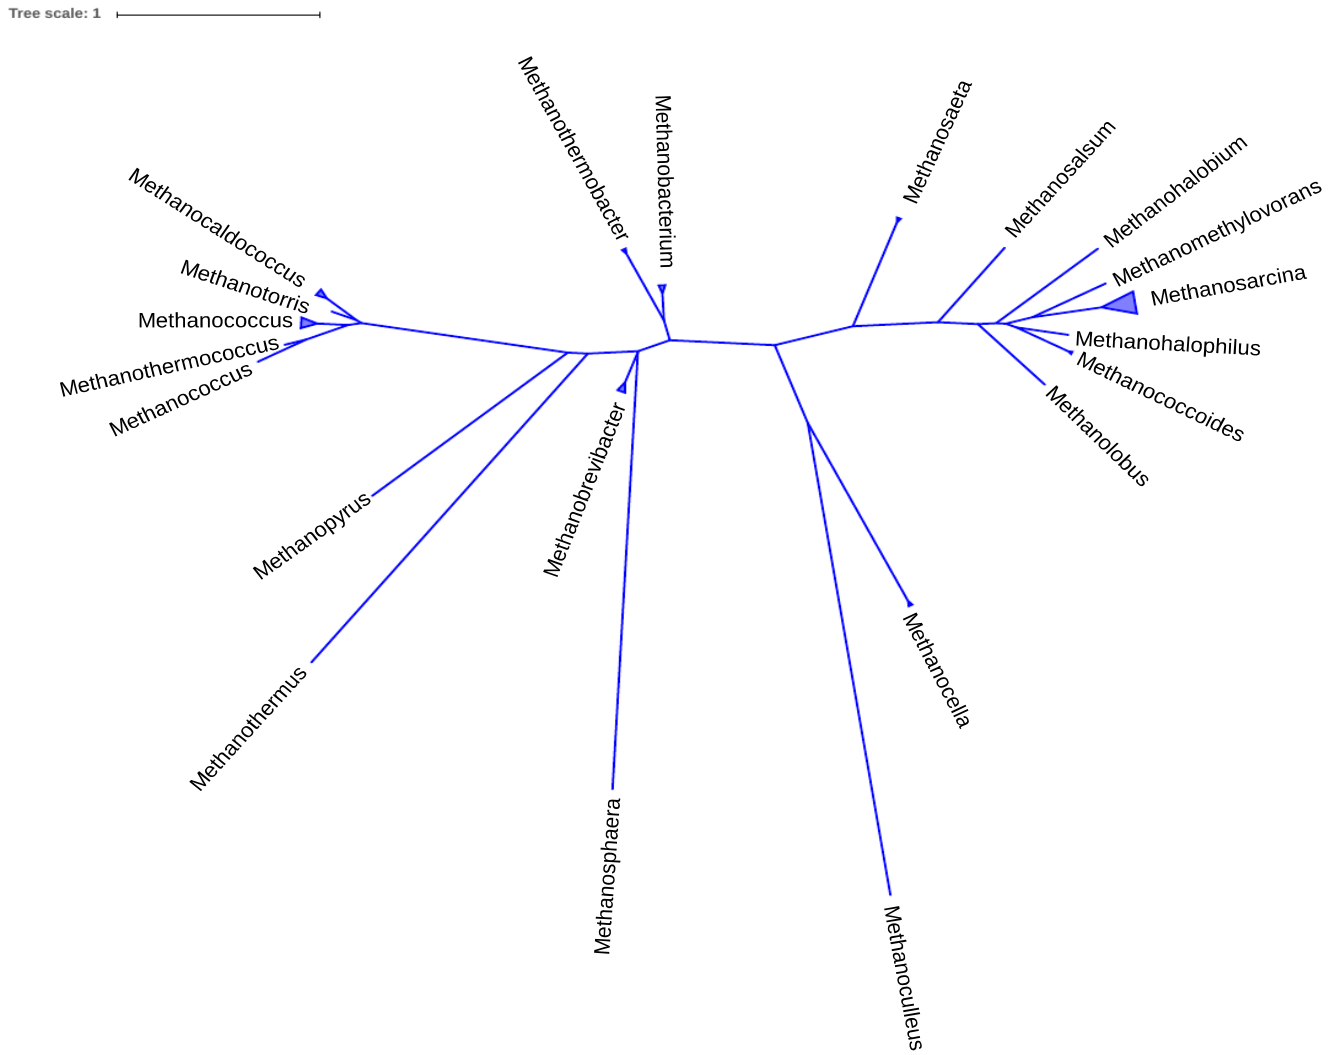 Tree scale: 1
Methanothermobacter
Methanobacterium
Methanosaeta
Methanosalsum
Methanohalobium
Methanomethylovorans
Methanosarcina
Methanohalophilus
Methanococcoides
Methanolobus
Methanocaldococcus
Methanotorris
Methanococcus
Methanothermococcus
Methanococcus
Methanopyrus
Methanothermus
Methanobrevibacter
Methanosphaera
Methanocella
Methanoculleus